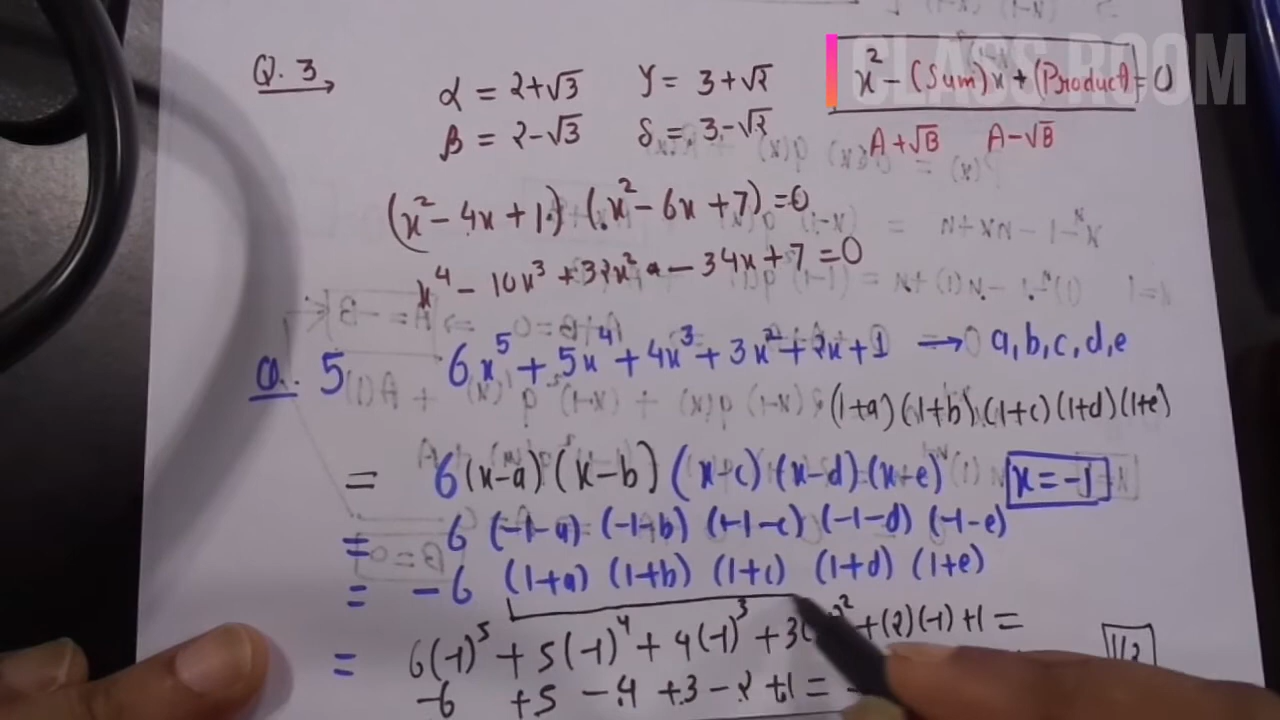 CLASS ROOM
Q. 3
α = 2+√3 γ = 3+√2
β = 2-√3 δ = 3-√2
x² - (Sum)x + (Product) = 0
A+√B A-√B
(x² - 4x + 1) (x² - 6x + 7) = 0
x⁴ - 10x³ + 32x² - 34x + 7 = 0
Q. 5 6x⁵ + 5x⁴ + 4x³ + 3x² + 2x + 1 → a, b, c, d, e
(1+a) (1+b) (1+c) (1+d) (1+e)
= 6 (x-a) (x-b) (x-c) (x-d) (x-e) x = -1
= 6 (-1-a) (-1-b) (-1-c) (-1-d) (-1-e)
= -6 (1+a) (1+b) (1+c) (1+d) (1+e)
= 6(-1)⁵ + 5(-1)⁴ + 4(-1)³ + 3 ² + (2)(-1) + 1 =
-6 + 5 - 4 + 3 - 2 + 1 =